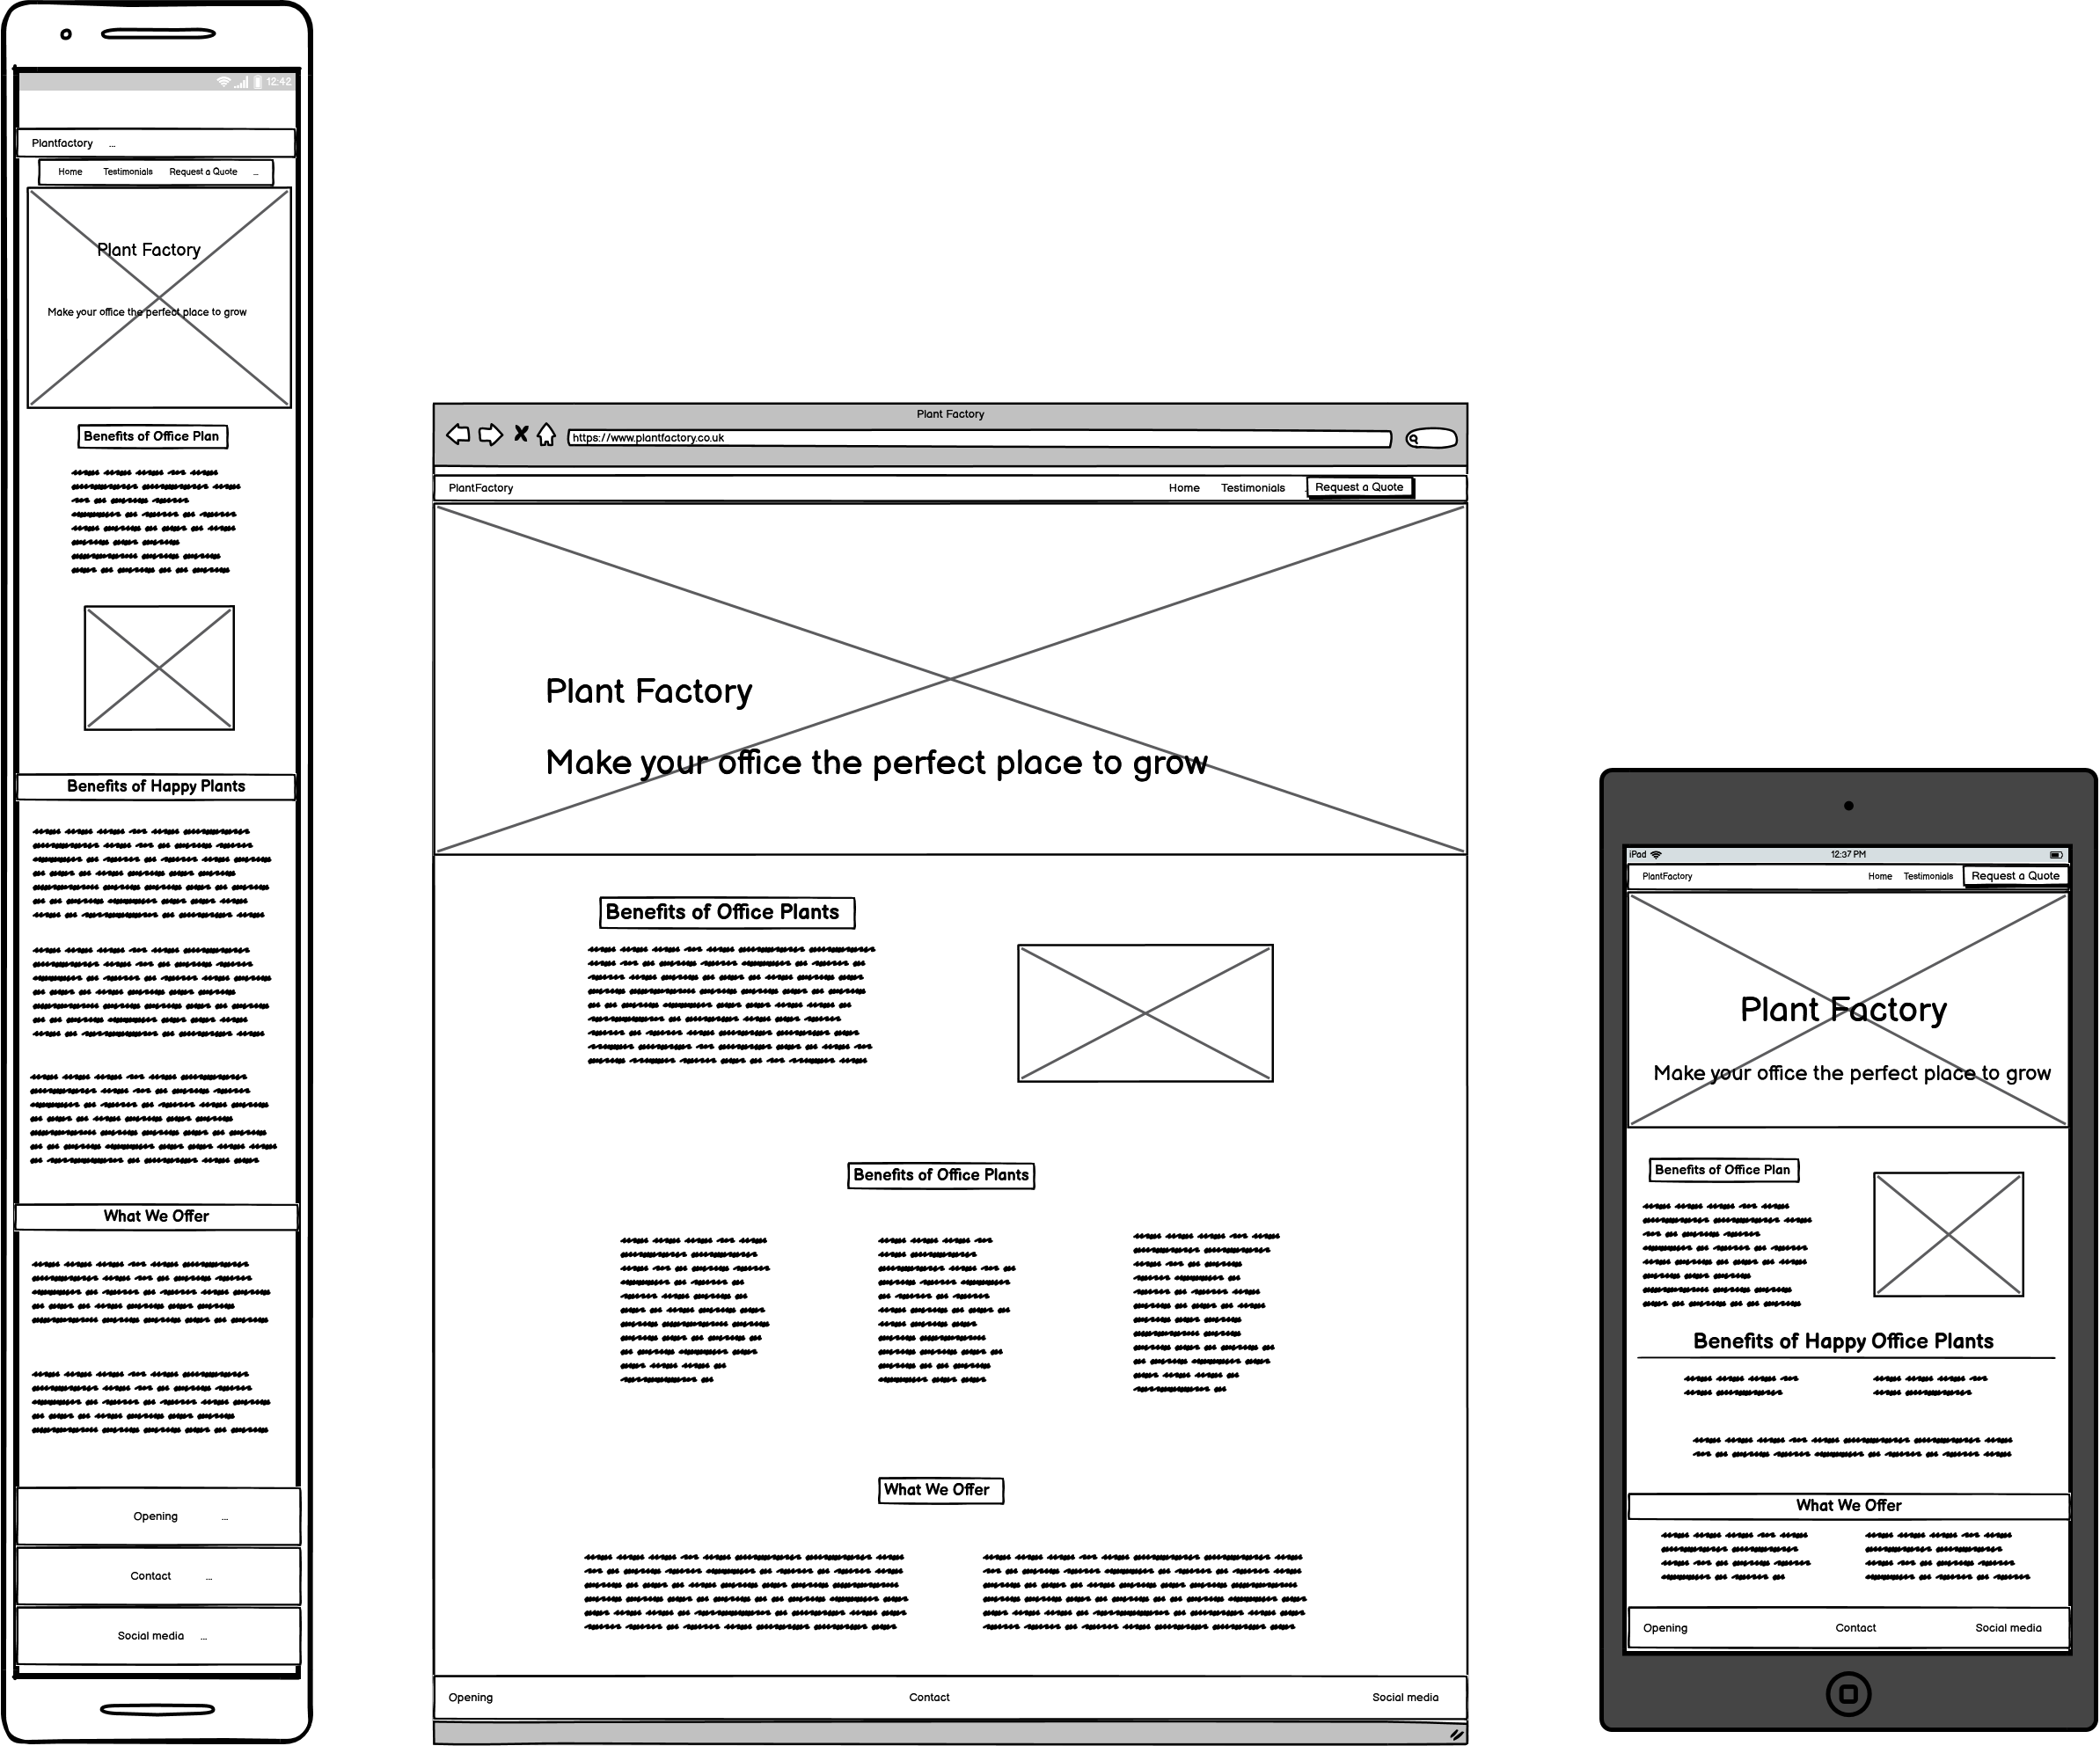 12:42
Plantfactory ...
Home Testimonials Request a Quote ...
Plant Factory
Make your office the perfect place to grow
Benefits of Office Plan
Benefits of Happy Plants
What We Offer
Opening ...
Contact ...
Social media ...
Plant Factory
https://www.plantfactory.co.uk
PlantFactory Home Testimonials Request a Quote
Plant Factory
Make your office the perfect place to grow
Benefits of Office Plants
Benefits of Office Plants
What We Offer
Opening Contact Social media
iPad 12:37 PM
PlantFactory Home Testimonials Request a Quote
Plant Factory
Make your office the perfect place to grow
Benefits of Office Plan
Benefits of Happy Office Plants
What We Offer
Opening Contact Social media